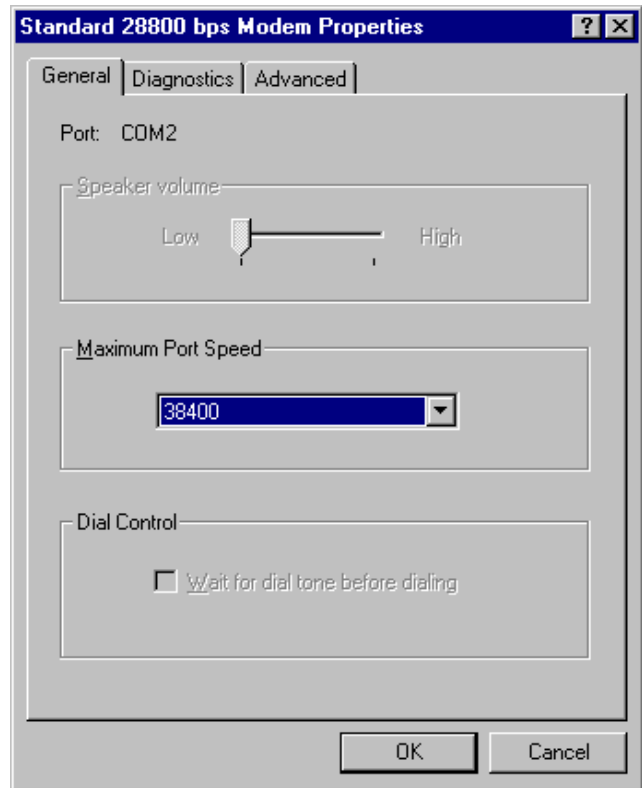 Standard 28800 bps Modem Properties
General Diagnostics Advanced
Port: COM2
Speaker volume
Low High
Maximum Port Speed
38400
Dial Control
Wait for dial tone before dialing
OK Cancel